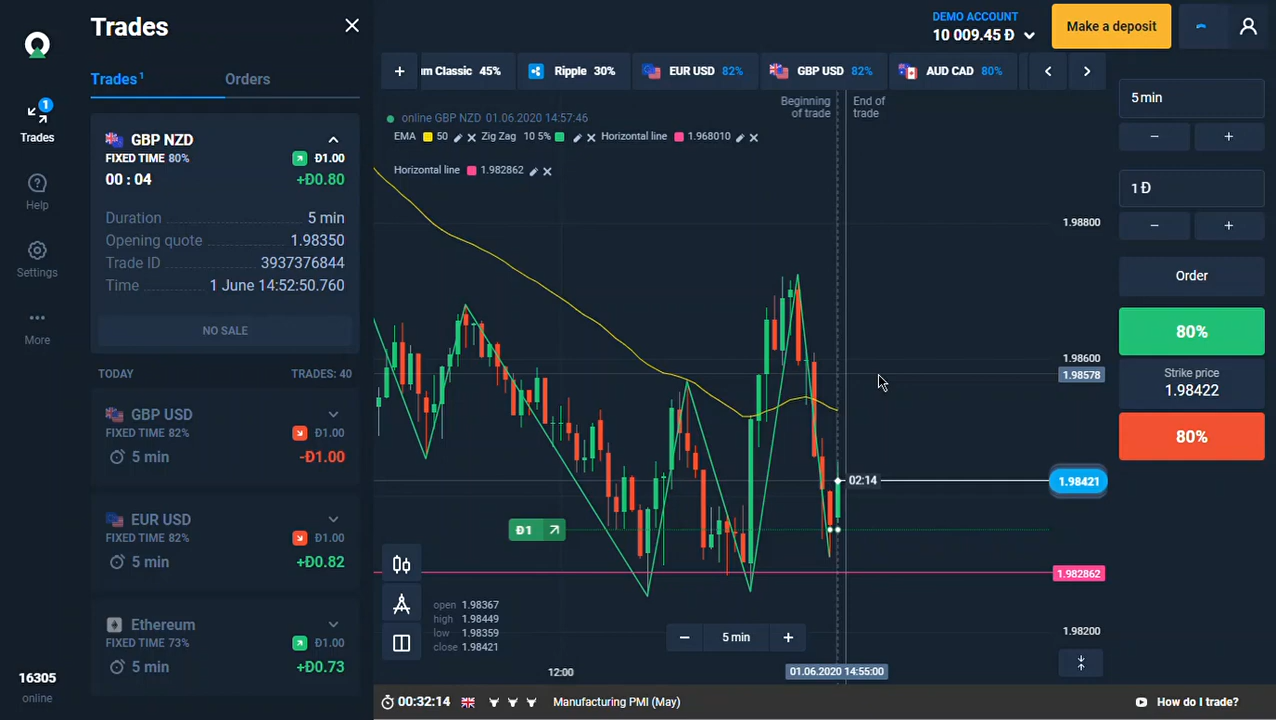 Trades
DEMO ACCOUNT
10 009.45 Đ
Make a deposit
Trades 1
Orders
1
Trades
Help
Settings
More
16305
online
GBP NZD
FIXED TIME 80%
Đ1.00
00 : 04
+Đ0.80
Duration 5 min
Opening quote 1.98350
Trade ID 3937376844
Time 1 June 14:52:50.760
NO SALE
TODAY
TRADES: 40
GBP USD
FIXED TIME 82%
Đ1.00
5 min
-Đ1.00
EUR USD
FIXED TIME 82%
Đ1.00
5 min
+Đ0.82
Ethereum
FIXED TIME 73%
Đ1.00
5 min
+Đ0.73
+
um Classic 45%
Ripple 30%
EUR USD 82%
GBP USD 82%
AUD CAD 80%
Beginning of trade
End of trade
online GBP NZD 01.06.2020 14:57:46
EMA 50 Zig Zag 10 5% Horizontal line 1.968010
Horizontal line 1.982862
1.98800
1.98600
1.98578
02:14
1.98421
Đ1
1.982862
1.98200
open 1.98367
high 1.98449
low 1.98359
close 1.98421
− 5 min +
12:00
01.06.2020 14:55:00
00:32:14
Manufacturing PMI (May)
How do I trade?
5 min
− +
1 Đ
− +
Order
80%
Strike price
1.98422
80%